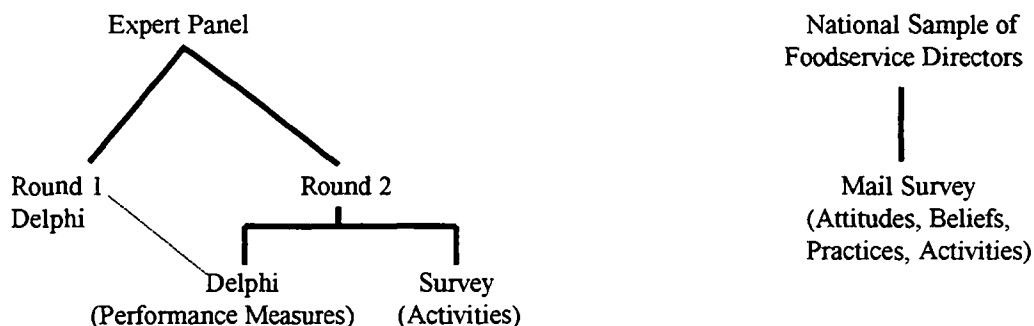 Expert Panel
National Sample of
Foodservice Directors
Round 1
Delphi
Round 2
Mail Survey
(Attitudes, Beliefs,
Practices, Activities)
Delphi
(Performance Measures)
Survey
(Activities)